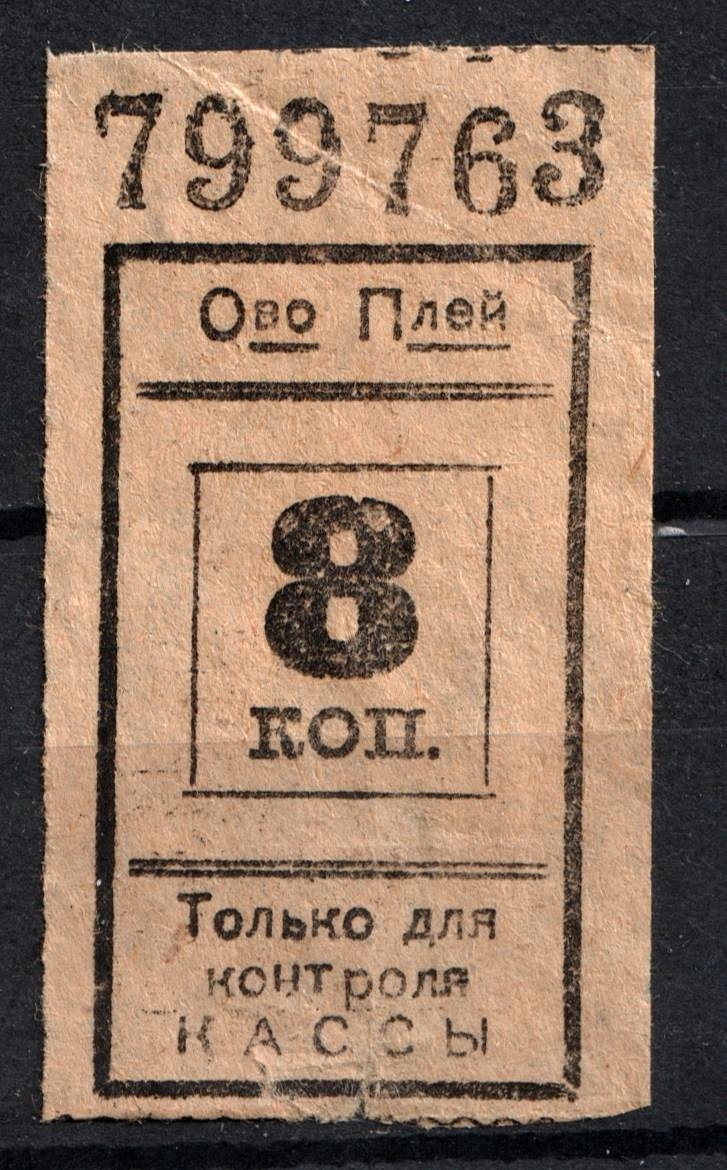 799763
Ово Плей
8
коп.
Только для
контроля
КАССЫ